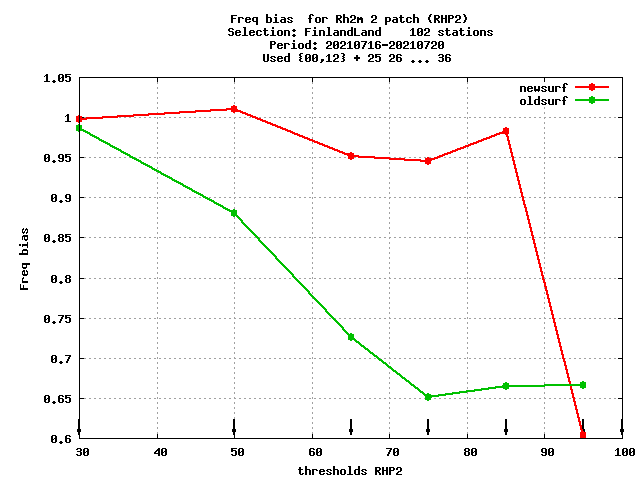 Freq bias  for Rh2m 2 patch (RHP2)
Selection: FinlandLand    102 stations
Period: 20210716-20210720
Used {00,12} + 25 26 ... 36
newsurf
oldsurf
1.05
1
0.95
0.9
0.85
0.8
0.75
0.7
0.65
0.6
Freq bias
30 40 50 60 70 80 90 100
thresholds RHP2